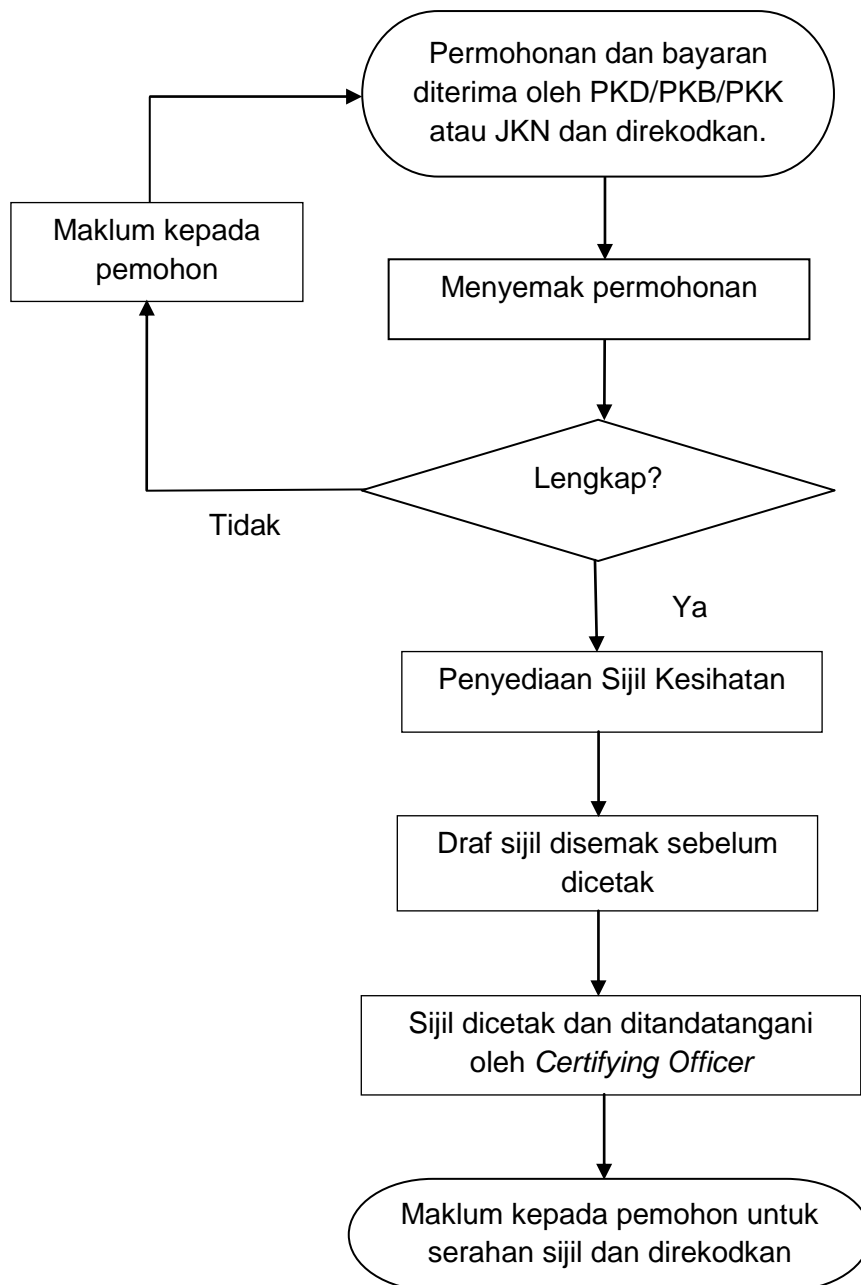 Permohonan dan bayaran
diterima oleh PKD/PKB/PKK
atau JKN dan direkodkan.
Maklum kepada
pemohon
Menyemak permohonan
Lengkap?
Tidak
Ya
Penyediaan Sijil Kesihatan
Draf sijil disemak sebelum
dicetak
Sijil dicetak dan ditandatangani
oleh Certifying Officer
Maklum kepada pemohon untuk
serahan sijil dan direkodkan